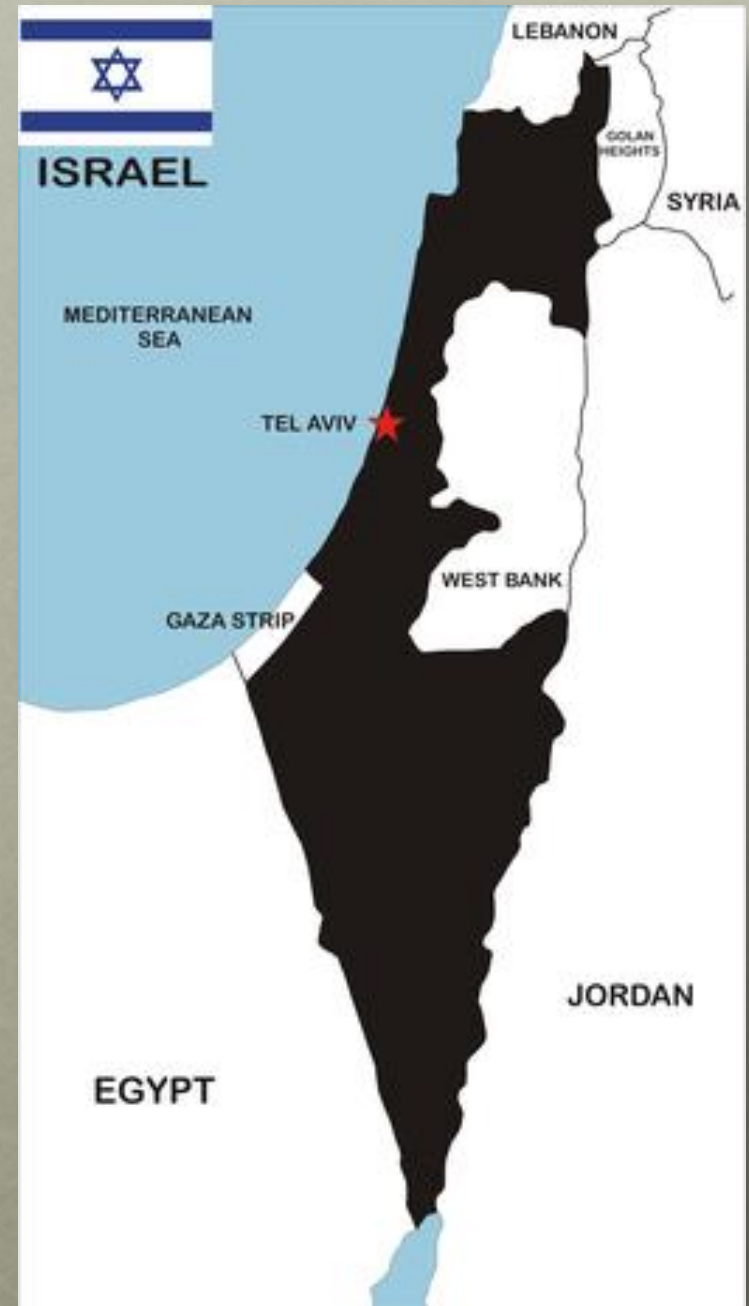 LEBANON
GOLAN
HEIGHTS
ISRAEL
SYRIA
MEDITERRANEAN
SEA
TEL AVIV
WEST BANK
GAZA STRIP
JORDAN
EGYPT